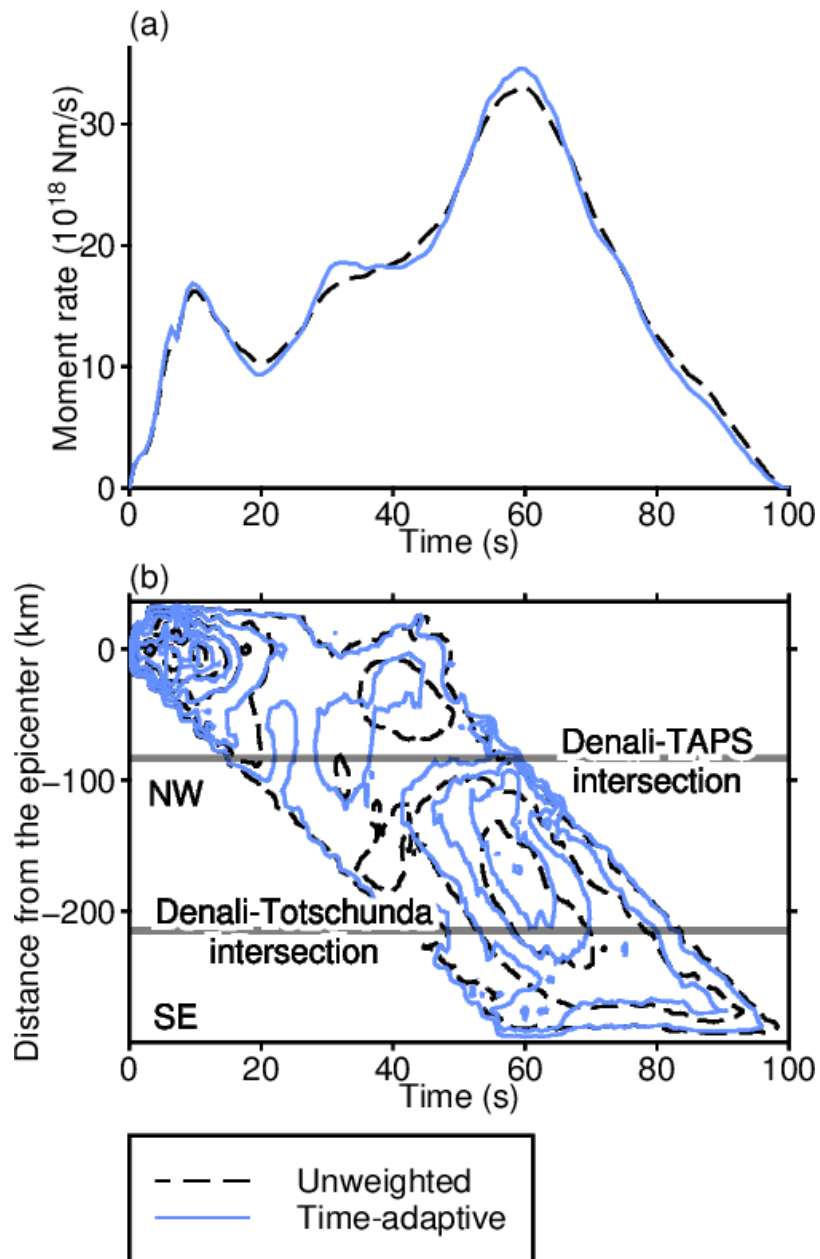 (a)
Moment rate (10¹⁸ Nm/s)
30
20
10
0
0 20 40 60 80 100
Time (s)
(b)
Distance from the epicenter (km)
0
−100
−200
Denali-TAPS
intersection
NW
Denali-Totschunda
intersection
SE
0 20 40 60 80 100
Time (s)
Unweighted
Time-adaptive